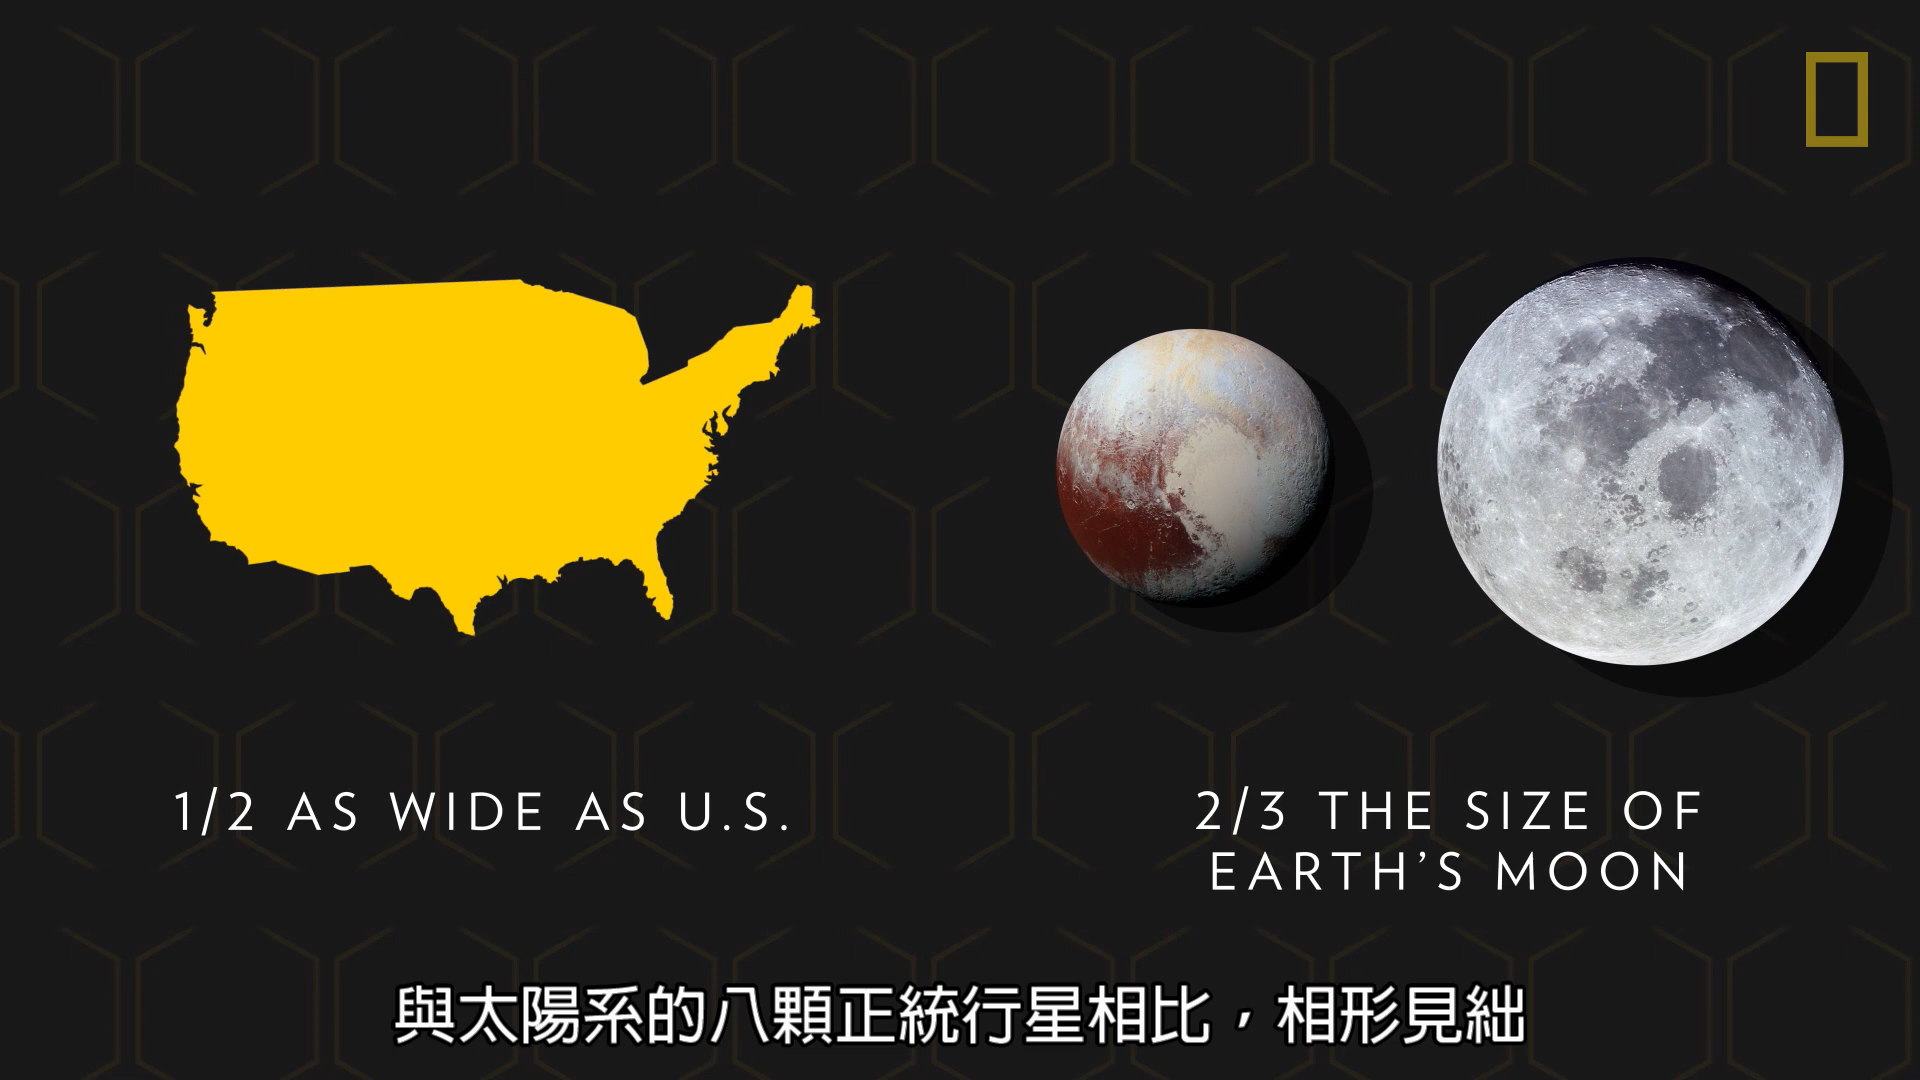 1/2 AS WIDE AS U.S.
2/3 THE SIZE OF
EARTH’S MOON
與太陽系的八顆正統行星相比，相形見絀